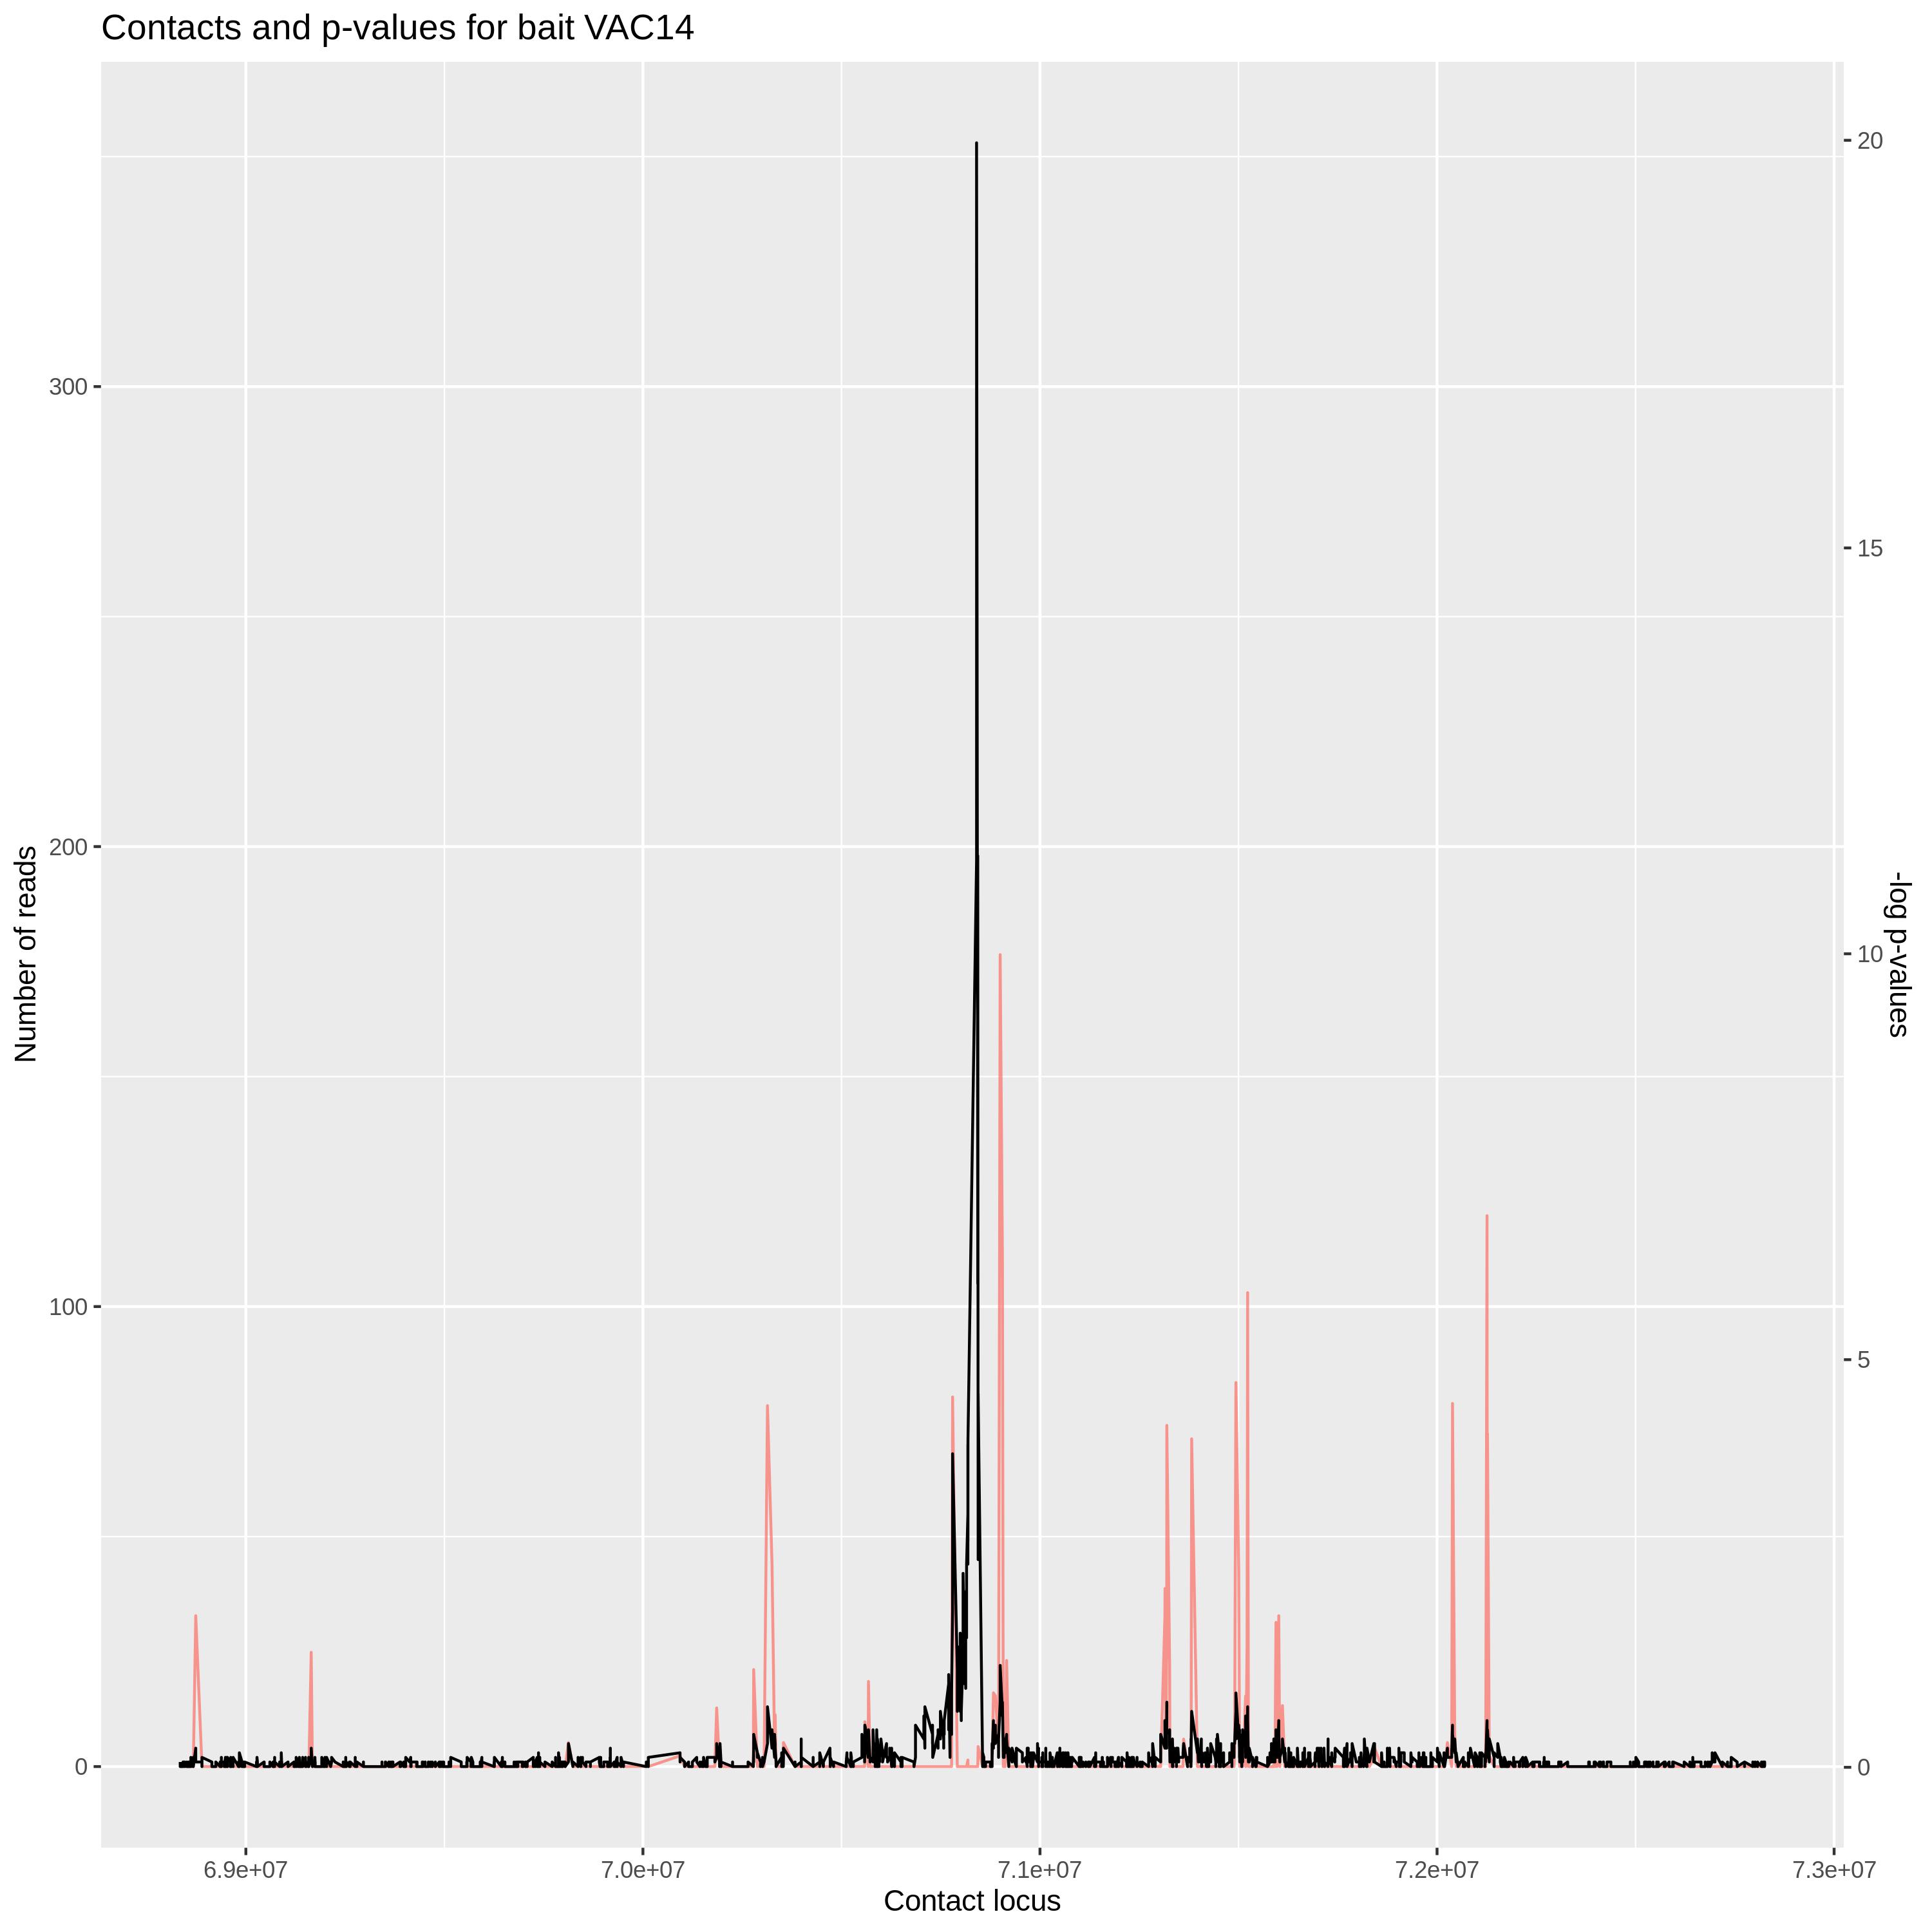 Contacts and p-values for bait VAC14
Number of reads
300
200
100
0
20
15
10
5
0
-log p-values
6.9e+07
7.0e+07
7.1e+07
7.2e+07
7.3e+07
Contact locus